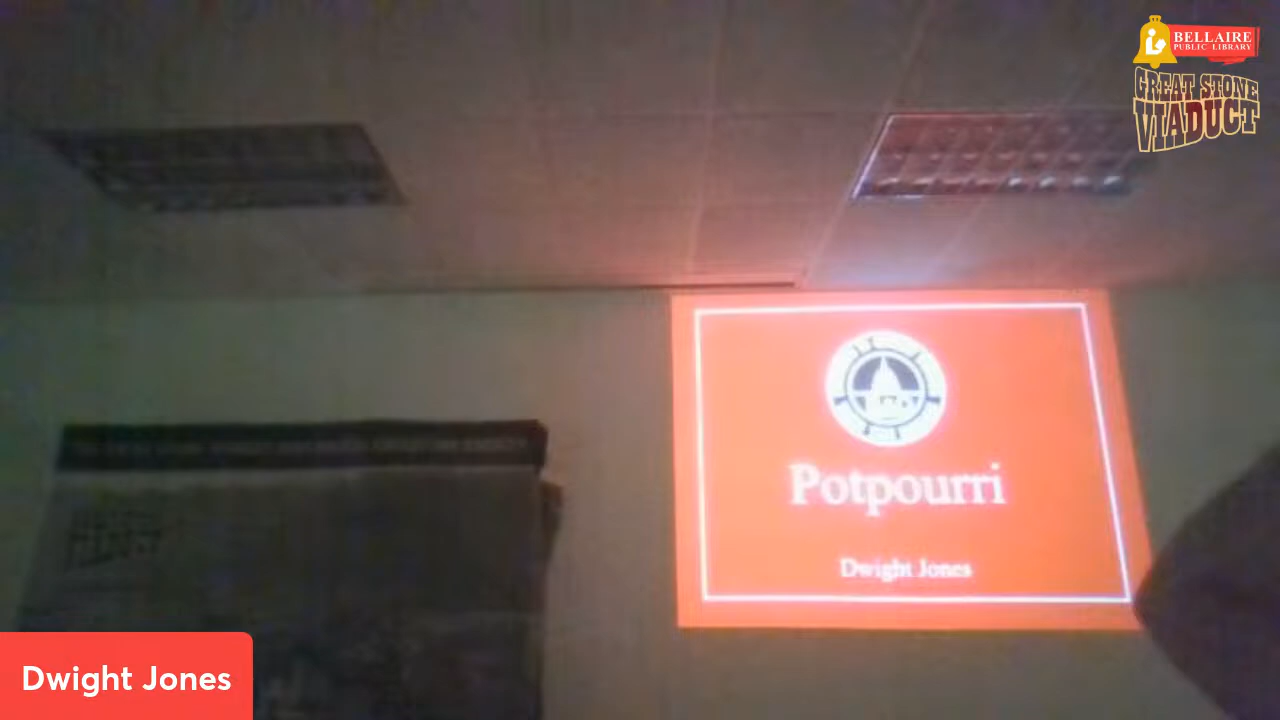 BELLAIRE
PUBLIC LIBRARY
GREAT STONE
VIADUCT
Potpourri
Dwight Jones
Dwight Jones